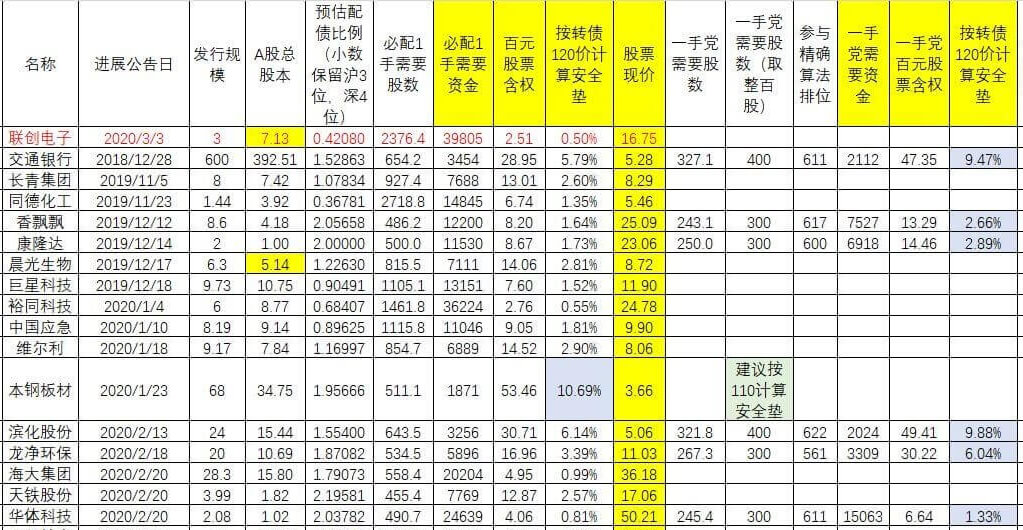 名称 进展公告日 发行规模 A股总股本 预估配债比例（小数保留沪3位，深4位） 必配1手需要股数 必配1手需要资金 百元股票含权 按转债120价计算安全垫 股票现价 一手党需要股数 一手党需要股数（取整百股） 参与精确算法排位 一手党需要资金 一手党百元股票含权 按转债120价计算安全垫
联创电子 2020/3/3 3 7.13 0.42080 2376.4 39805 2.51 0.50% 16.75
交通银行 2018/12/28 600 392.51 1.52863 654.2 3454 28.95 5.79% 5.28 327.1 400 611 2112 47.35 9.47%
长青集团 2019/11/5 8 7.42 1.07834 927.4 7688 13.01 2.60% 8.29
同德化工 2019/11/23 1.44 3.92 0.36781 2718.8 14845 6.74 1.35% 5.46
香飘飘 2019/12/12 8.6 4.18 2.05658 486.2 12200 8.20 1.64% 25.09 243.1 300 617 7527 13.29 2.66%
康隆达 2019/12/14 2 1.00 2.00000 500.0 11530 8.67 1.73% 23.06 250.0 300 600 6918 14.46 2.89%
晨光生物 2019/12/17 6.3 5.14 1.22630 815.5 7111 14.06 2.81% 8.72
巨星科技 2019/12/18 9.73 10.75 0.90491 1105.1 13151 7.60 1.52% 11.90
裕同科技 2020/1/4 6 8.77 0.68407 1461.8 36224 2.76 0.55% 24.78
中国应急 2020/1/10 8.19 9.14 0.89625 1115.8 11046 9.05 1.81% 9.90
维尔利 2020/1/18 9.17 7.84 1.16997 854.7 6889 14.52 2.90% 8.06
本钢板材 2020/1/23 68 34.75 1.95666 511.1 1871 53.46 10.69% 3.66 建议按110计算安全垫
滨化股份 2020/2/13 24 15.44 1.55400 643.5 3256 30.71 6.14% 5.06 321.8 400 622 2024 49.41 9.88%
龙净环保 2020/2/18 20 10.69 1.87082 534.5 5896 16.96 3.39% 11.03 267.3 300 561 3309 30.22 6.04%
海大集团 2020/2/20 28.3 15.80 1.79073 558.4 20204 4.95 0.99% 36.18
天铁股份 2020/2/20 3.99 1.82 2.19581 455.4 7769 12.87 2.57% 17.06
华体科技 2020/2/20 2.08 1.02 2.03782 490.7 24639 4.06 0.81% 50.21 245.4 300 611 15063 6.64 1.33%